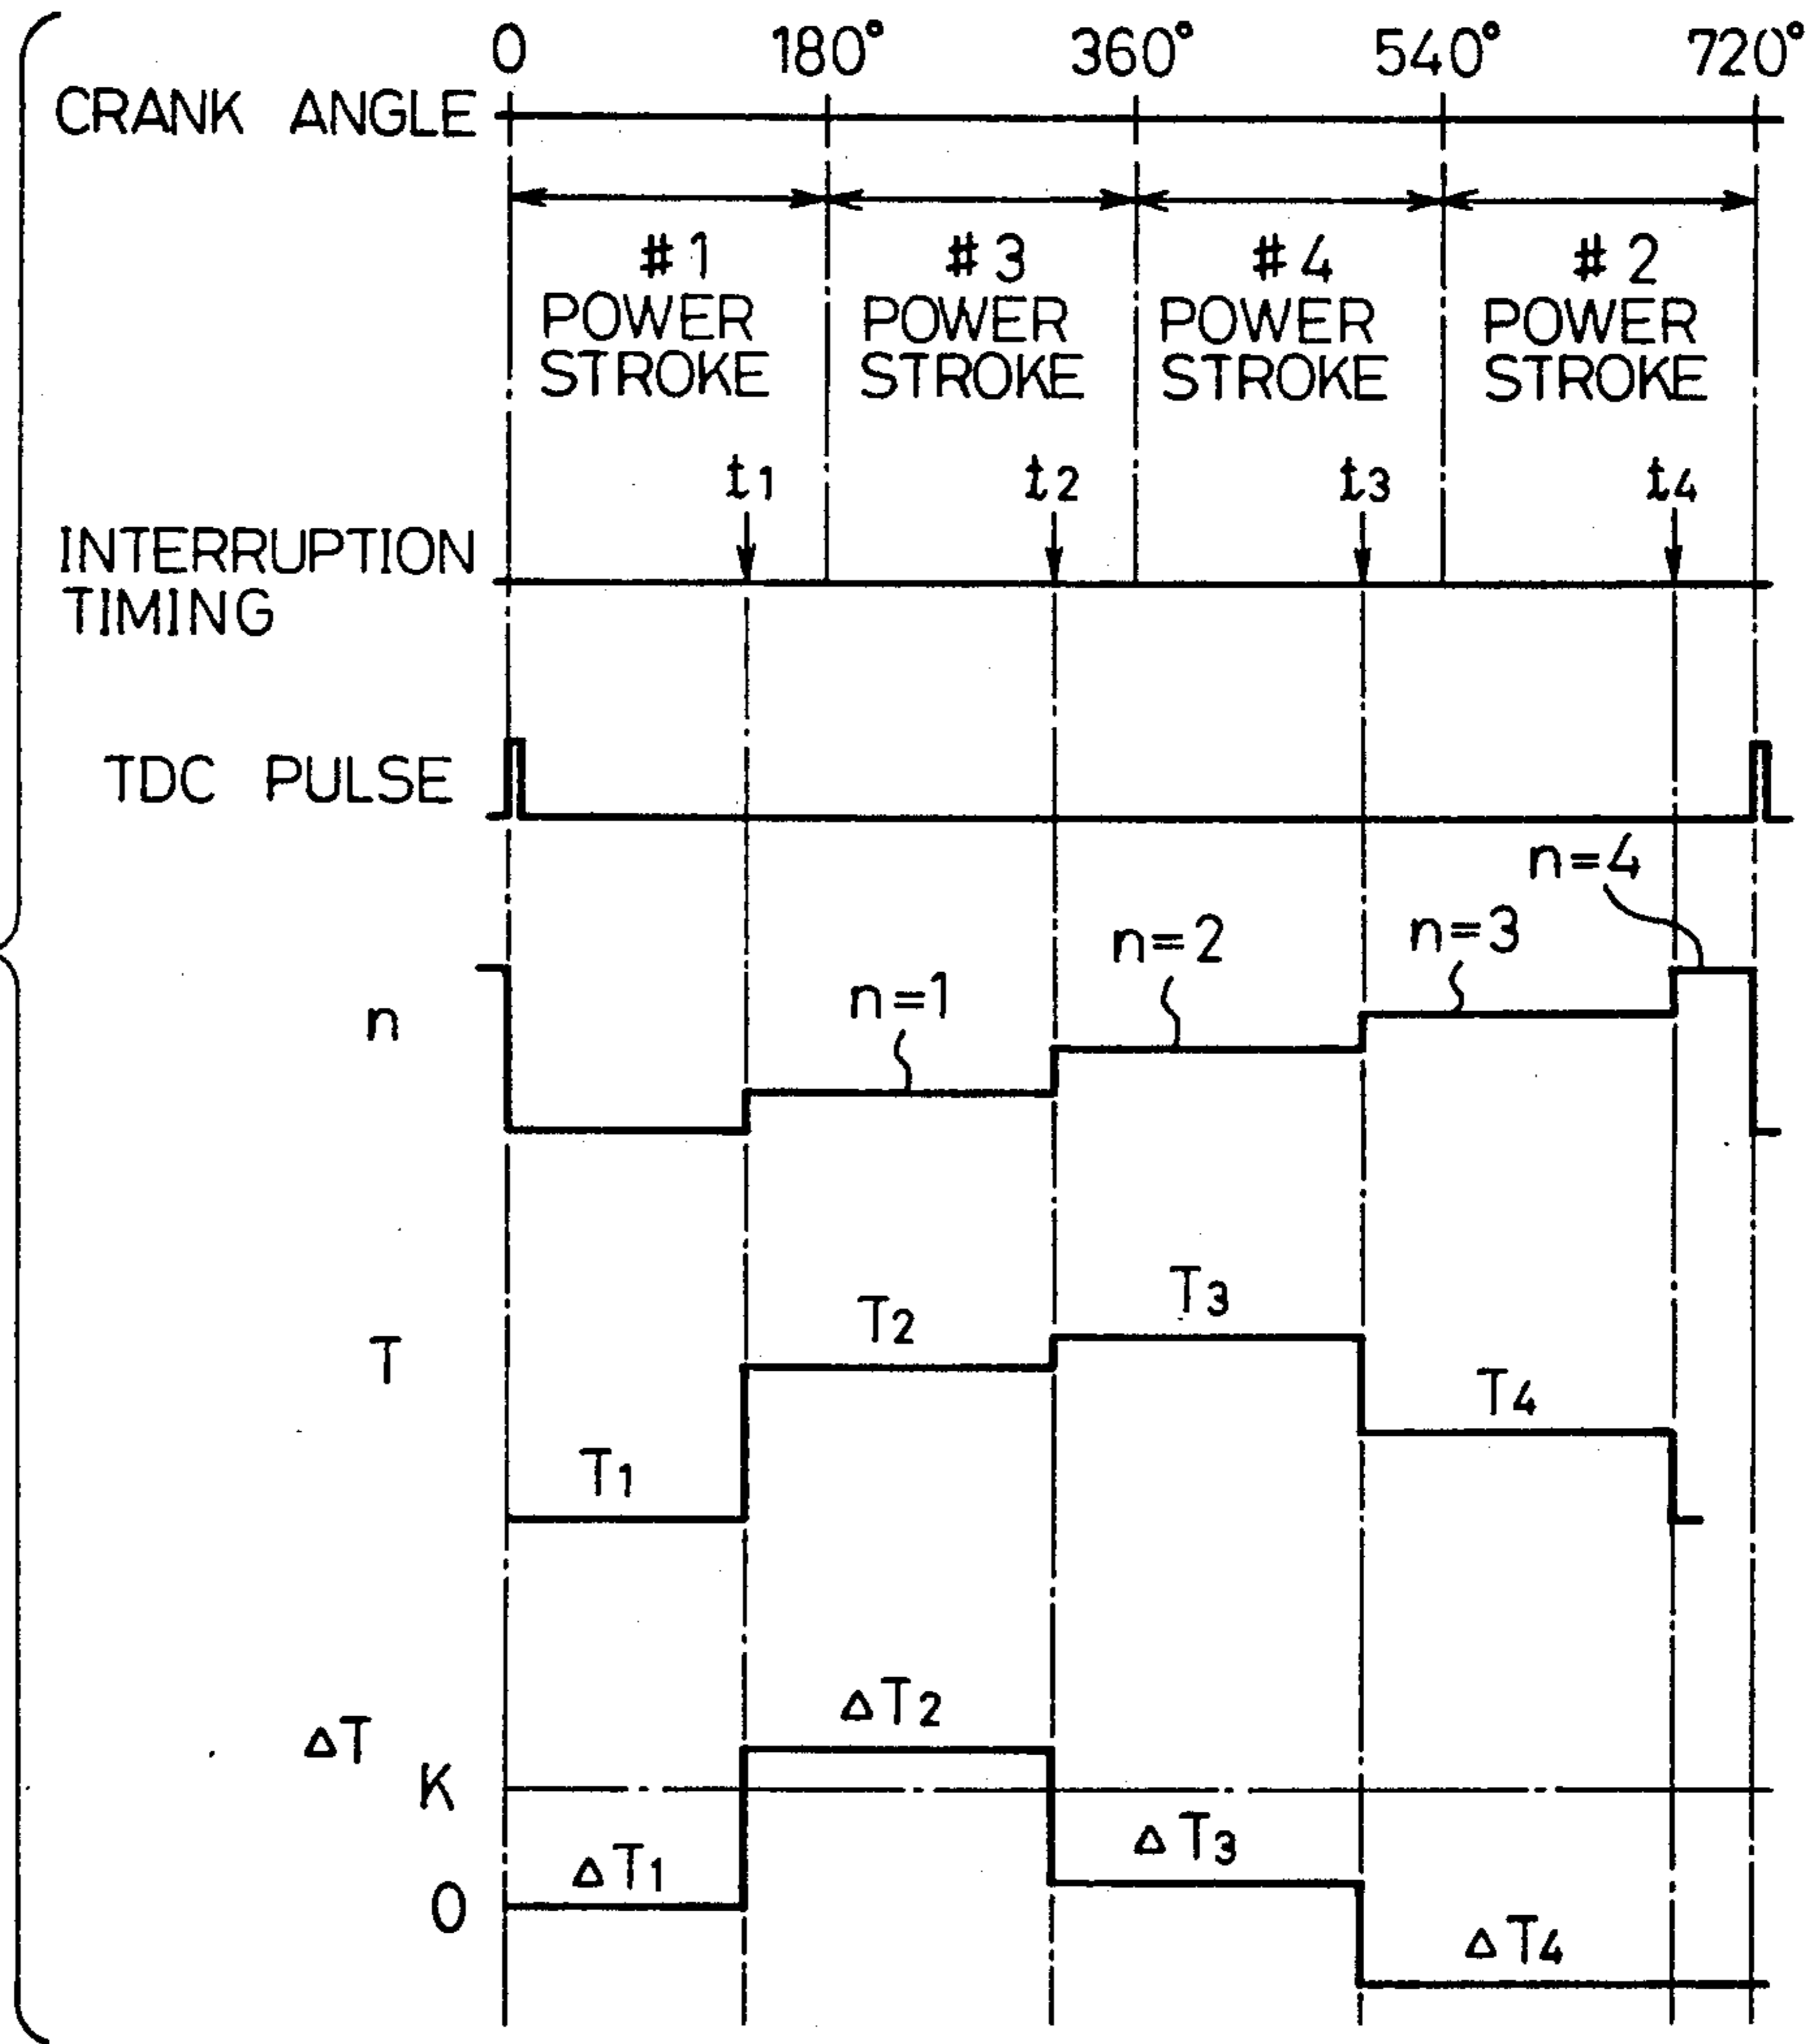 0 180° 360° 540° 720°
CRANK ANGLE
#1 POWER STROKE
#3 POWER STROKE
#4 POWER STROKE
#2 POWER STROKE
t1 t2 t3 t4
INTERRUPTION
TIMING
TDC PULSE
n
n=1
n=2
n=3
n=4
T
T1
T2
T3
T4
ΔT
K
0
ΔT1
ΔT2
ΔT3
ΔT4